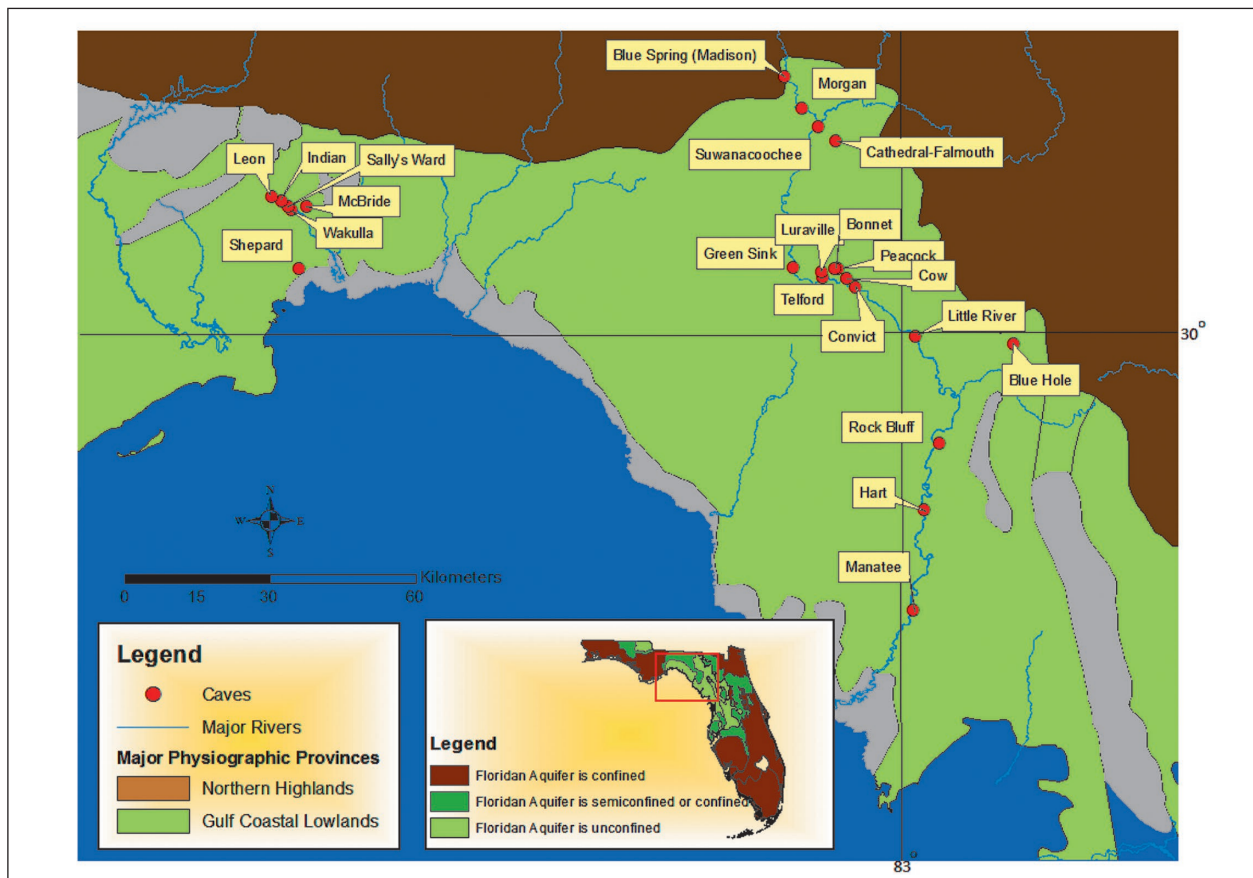 Blue Spring (Madison)
Morgan
Suwanacoochee
Cathedral-Falmouth
Leon
Indian
Sally's Ward
McBride
Wakulla
Shepard
Luraville
Bonnet
Green Sink
Peacock
Cow
Telford
Convict
Little River
30°
Blue Hole
Rock Bluff
Hart
Manatee
N
W E
S
Kilometers
0 15 30 60
Legend
Caves
Major Rivers
Major Physiographic Provinces
Northern Highlands
Gulf Coastal Lowlands
Legend
Floridan Aquifer is confined
Floridan Aquifer is semiconfined or confined
Floridan Aquifer is unconfined
83°